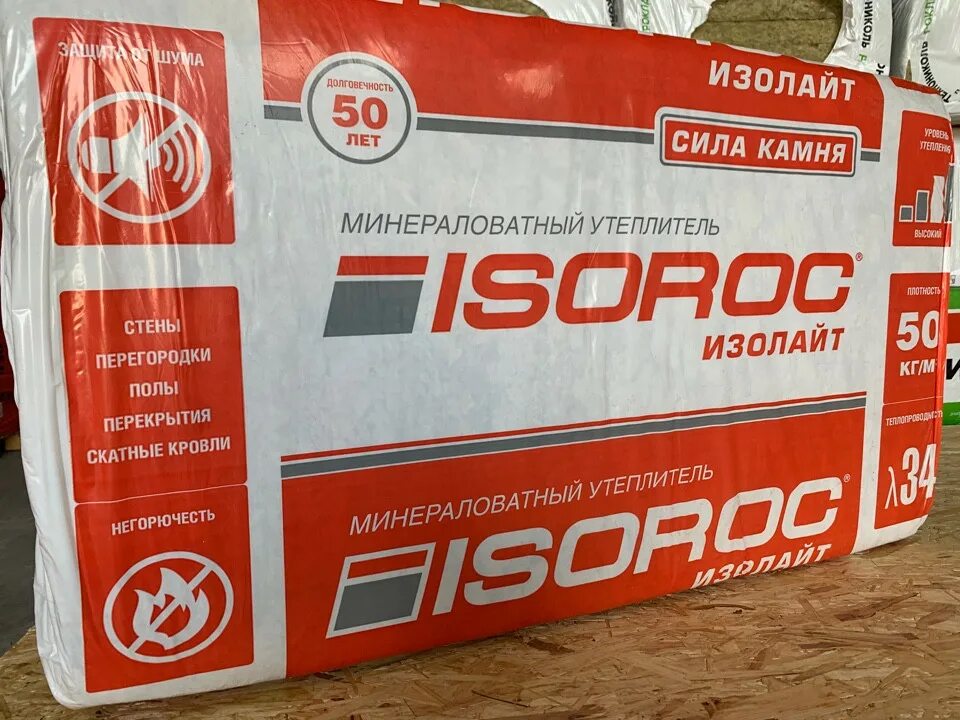 ЗАЩИТА ОТ ШУМА
ДОЛГОВЕЧНОСТЬ
50
ЛЕТ
ИЗОЛАЙТ
СИЛА КАМНЯ
УРОВЕНЬ
УТЕПЛЕНИЯ
ВЫСОКИЙ
МИНЕРАЛОВАТНЫЙ УТЕПЛИТЕЛЬ
ISOROC®
ИЗОЛАЙТ
ПЛОТНОСТЬ
50
КГ/М
СТЕНЫ
ПЕРЕГОРОДКИ
ПОЛЫ
ПЕРЕКРЫТИЯ
СКАТНЫЕ КРОВЛИ
ТЕПЛОПРОВОДНОСТЬ
λ34
НЕГОРЮЧЕСТЬ
МИНЕРАЛОВАТНЫЙ УТЕПЛИТЕЛЬ
ISOROC®
ИЗОЛАЙТ